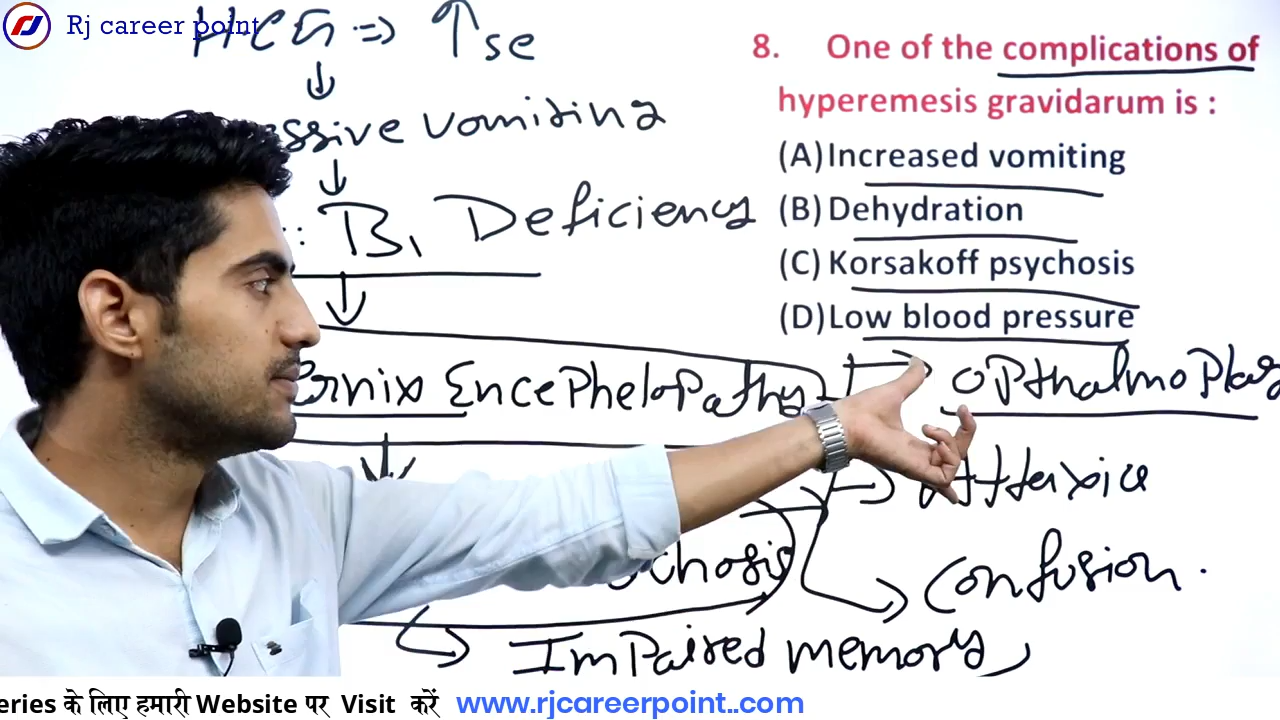 Rj career point
HCG => ↑se
↓
ssive vomiting
↓
:: B1 Deficiency
↓
ernix EncePhelopathy
chosis
ImPaired memory
8. One of the complications of
hyperemesis gravidarum is :
(A) Increased vomiting
(B) Dehydration
(C) Korsakoff psychosis
(D) Low blood pressure
→ oPthalmoPleg
→ Atterxice
→ confusion.
eries के लिए हमारी Website पर Visit करें www.rjcareerpoint..com